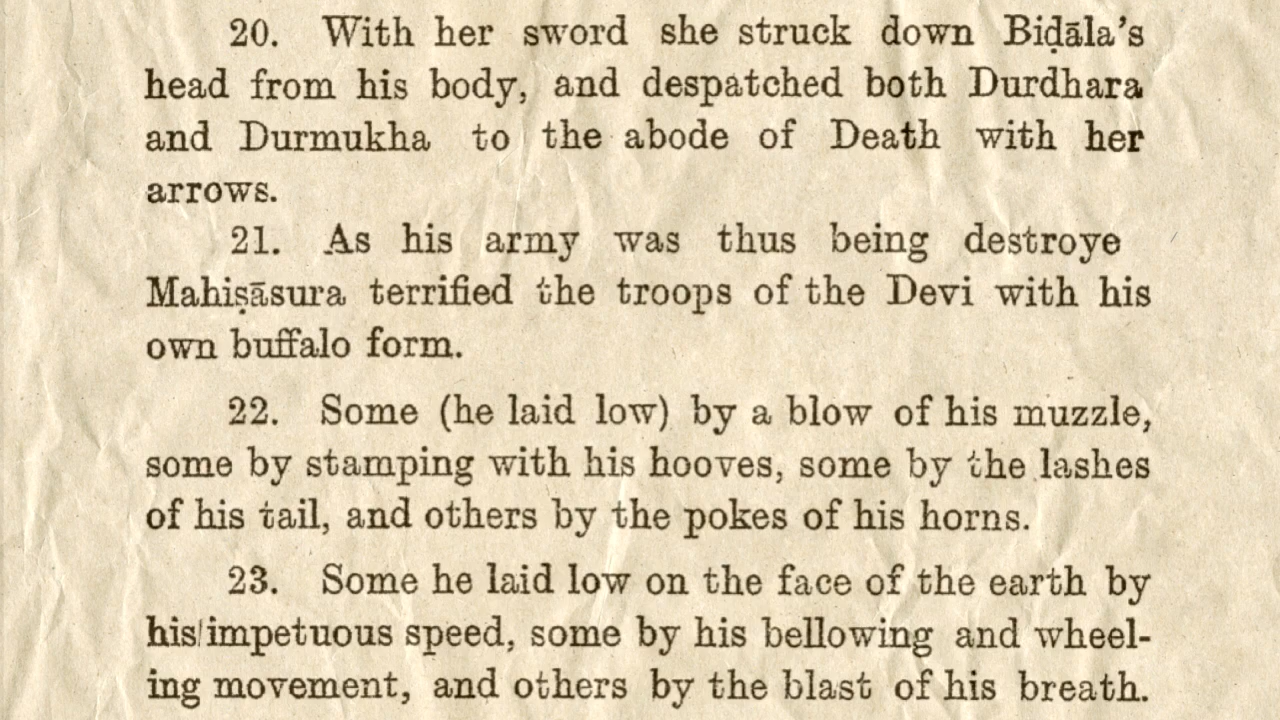 20. With her sword she struck down Biḍāla's
head from his body, and despatched both Durdhara
and Durmukha to the abode of Death with her
arrows.
21. As his army was thus being destroye
Mahiṣāsura terrified the troops of the Devi with his
own buffalo form.
22. Some (he laid low) by a blow of his muzzle,
some by stamping with his hooves, some by the lashes
of his tail, and others by the pokes of his horns.
23. Some he laid low on the face of the earth by
his impetuous speed, some by his bellowing and wheel-
ing movement, and others by the blast of his breath.